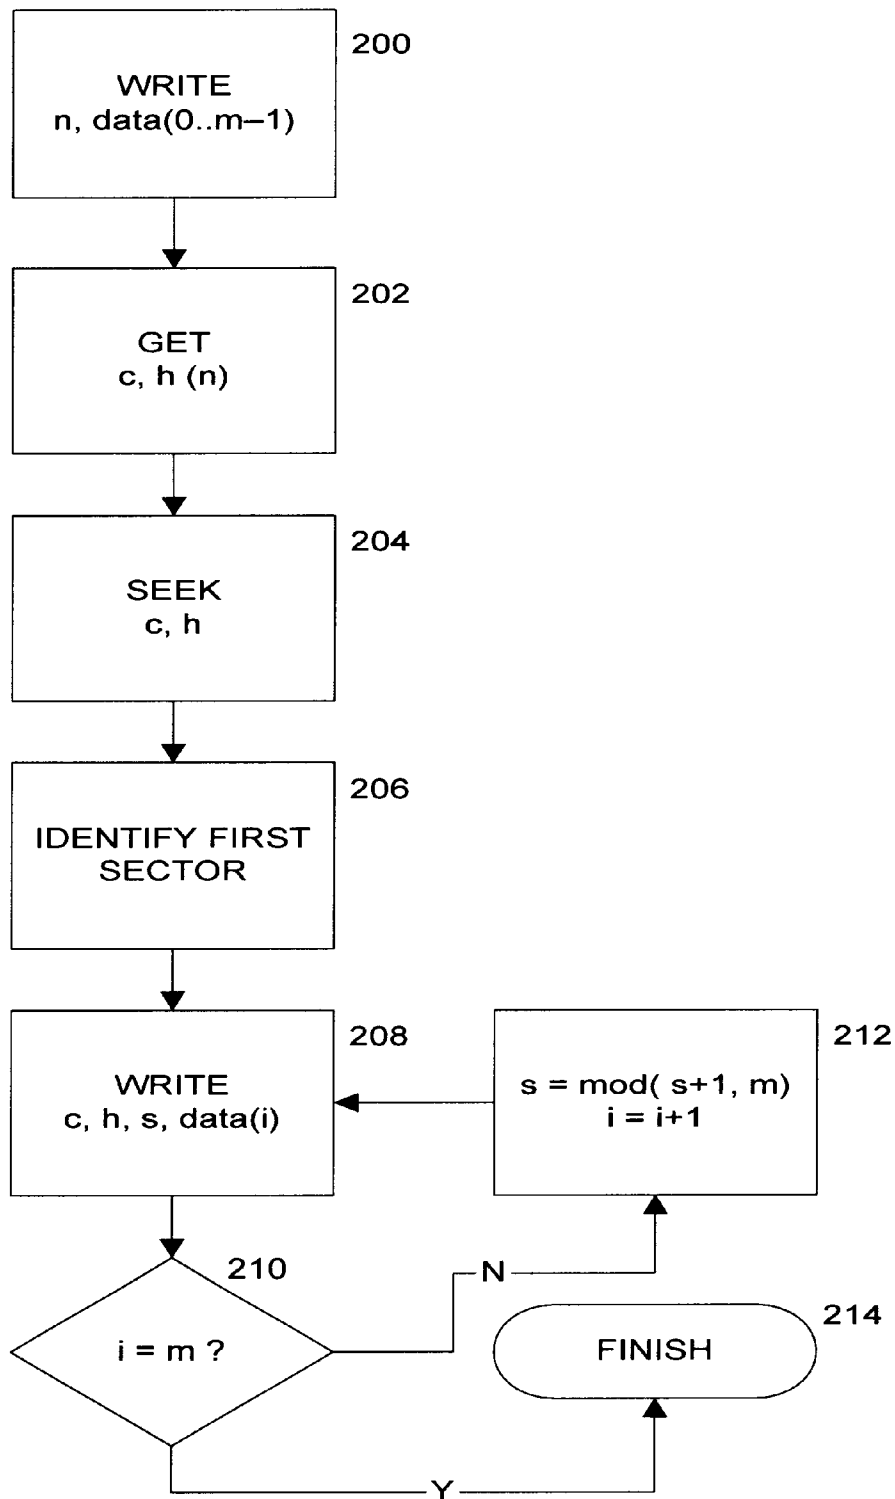 200
WRITE
n, data(0..m–1)
202
GET
c, h (n)
204
SEEK
c, h
206
IDENTIFY FIRST
SECTOR
208
WRITE
c, h, s, data(i)
212
s = mod( s+1, m)
i = i+1
210
i = m ?
N
214
FINISH
Y